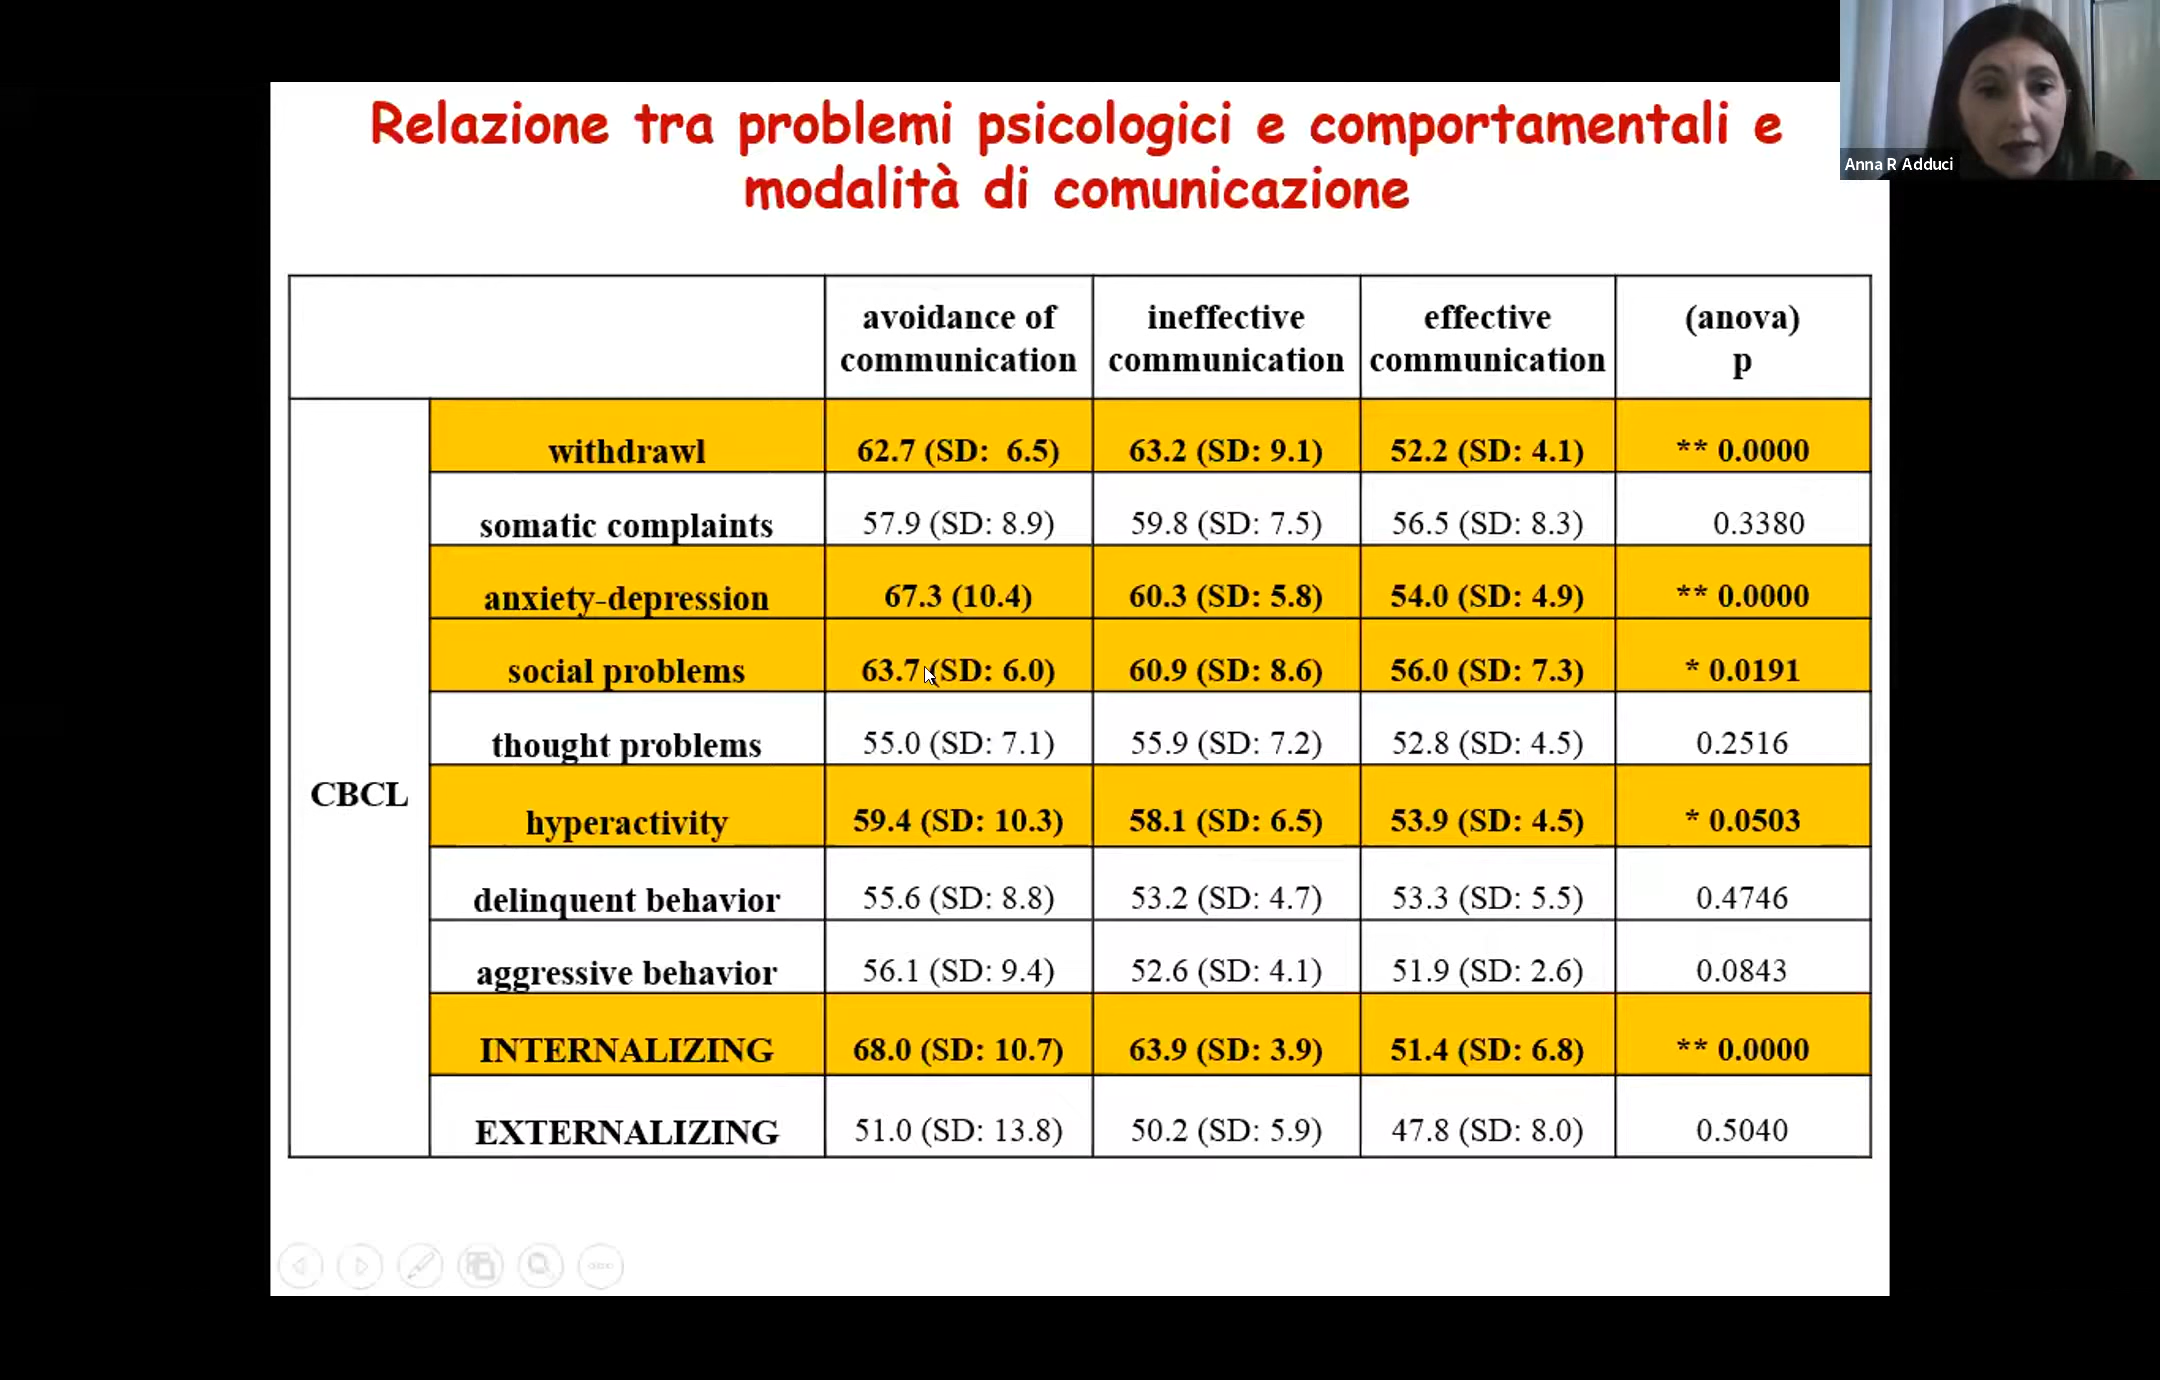 Relazione tra problemi psicologici e comportamentali e
modalità di comunicazione
Anna R Adduci
avoidance of communication | ineffective communication | effective communication | (anova) p
CBCL
withdrawl 62.7 (SD: 6.5) 63.2 (SD: 9.1) 52.2 (SD: 4.1) ** 0.0000
somatic complaints 57.9 (SD: 8.9) 59.8 (SD: 7.5) 56.5 (SD: 8.3) 0.3380
anxiety-depression 67.3 (10.4) 60.3 (SD: 5.8) 54.0 (SD: 4.9) ** 0.0000
social problems 63.7 (SD: 6.0) 60.9 (SD: 8.6) 56.0 (SD: 7.3) * 0.0191
thought problems 55.0 (SD: 7.1) 55.9 (SD: 7.2) 52.8 (SD: 4.5) 0.2516
hyperactivity 59.4 (SD: 10.3) 58.1 (SD: 6.5) 53.9 (SD: 4.5) * 0.0503
delinquent behavior 55.6 (SD: 8.8) 53.2 (SD: 4.7) 53.3 (SD: 5.5) 0.4746
aggressive behavior 56.1 (SD: 9.4) 52.6 (SD: 4.1) 51.9 (SD: 2.6) 0.0843
INTERNALIZING 68.0 (SD: 10.7) 63.9 (SD: 3.9) 51.4 (SD: 6.8) ** 0.0000
EXTERNALIZING 51.0 (SD: 13.8) 50.2 (SD: 5.9) 47.8 (SD: 8.0) 0.5040